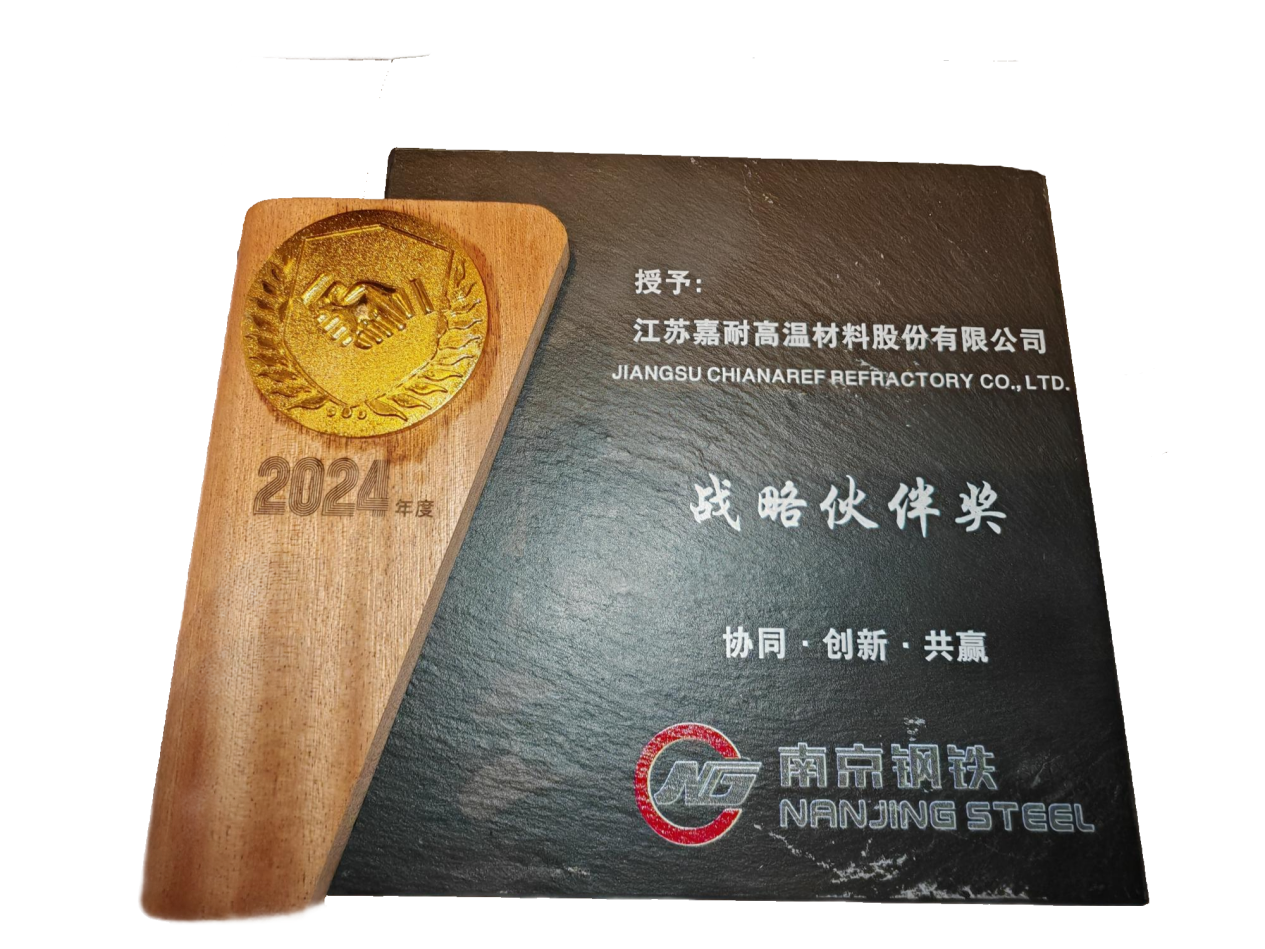 2024年度
授予:
江苏嘉耐高温材料股份有限公司
JIANGSU CHIANAREF REFRACTORY CO., LTD.
战略伙伴奖
协同·创新·共赢
NG
南京钢铁
NANJING STEEL